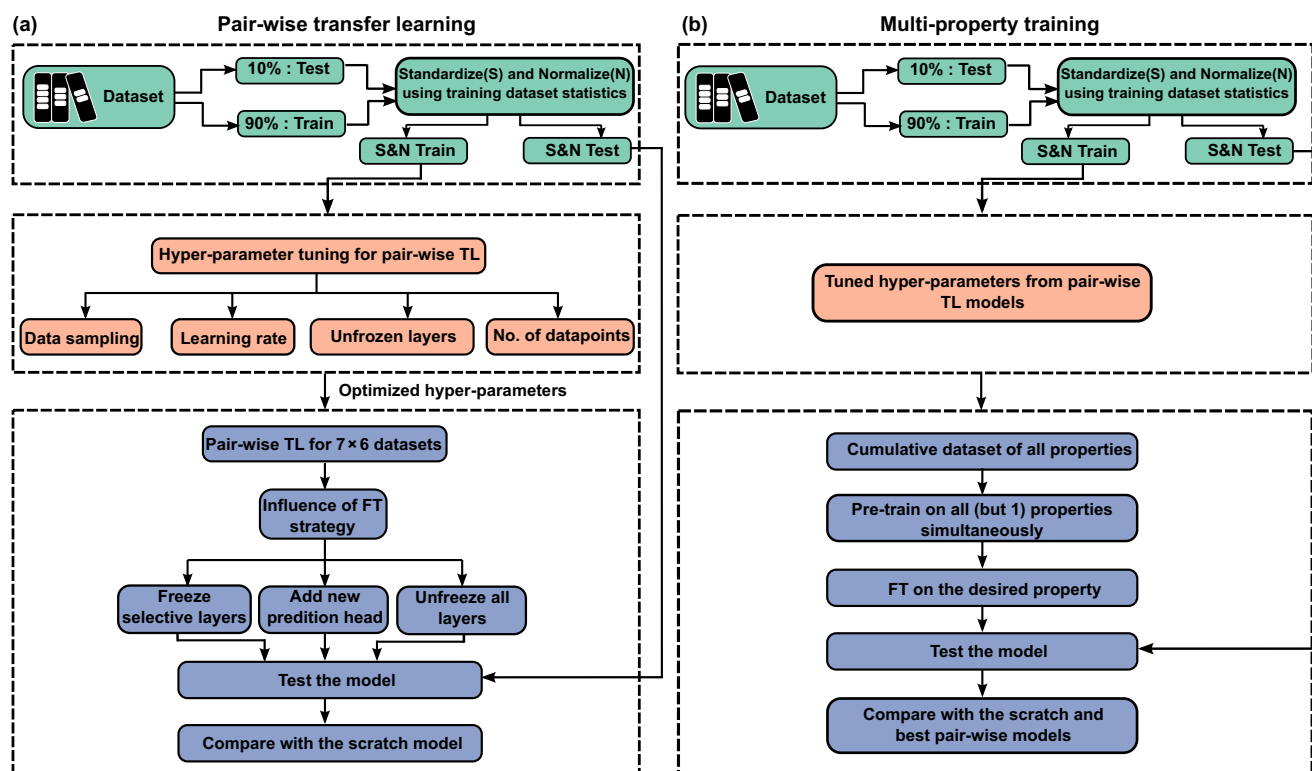 (a)
Pair-wise transfer learning
Dataset
10% : Test
90% : Train
Standardize(S) and Normalize(N)
using training dataset statistics
S&N Train
S&N Test
Hyper-parameter tuning for pair-wise TL
Data sampling
Learning rate
Unfrozen layers
No. of datapoints
Optimized hyper-parameters
Pair-wise TL for 7 × 6 datasets
Influence of FT
strategy
Freeze
selective layers
Add new
predition head
Unfreeze all
layers
Test the model
Compare with the scratch model
(b)
Multi-property training
Dataset
10% : Test
90% : Train
Standardize(S) and Normalize(N)
using training dataset statistics
S&N Train
S&N Test
Tuned hyper-parameters from pair-wise
TL models
Cumulative dataset of all properties
Pre-train on all (but 1) properties
simultaneously
FT on the desired property
Test the model
Compare with the scratch and
best pair-wise models